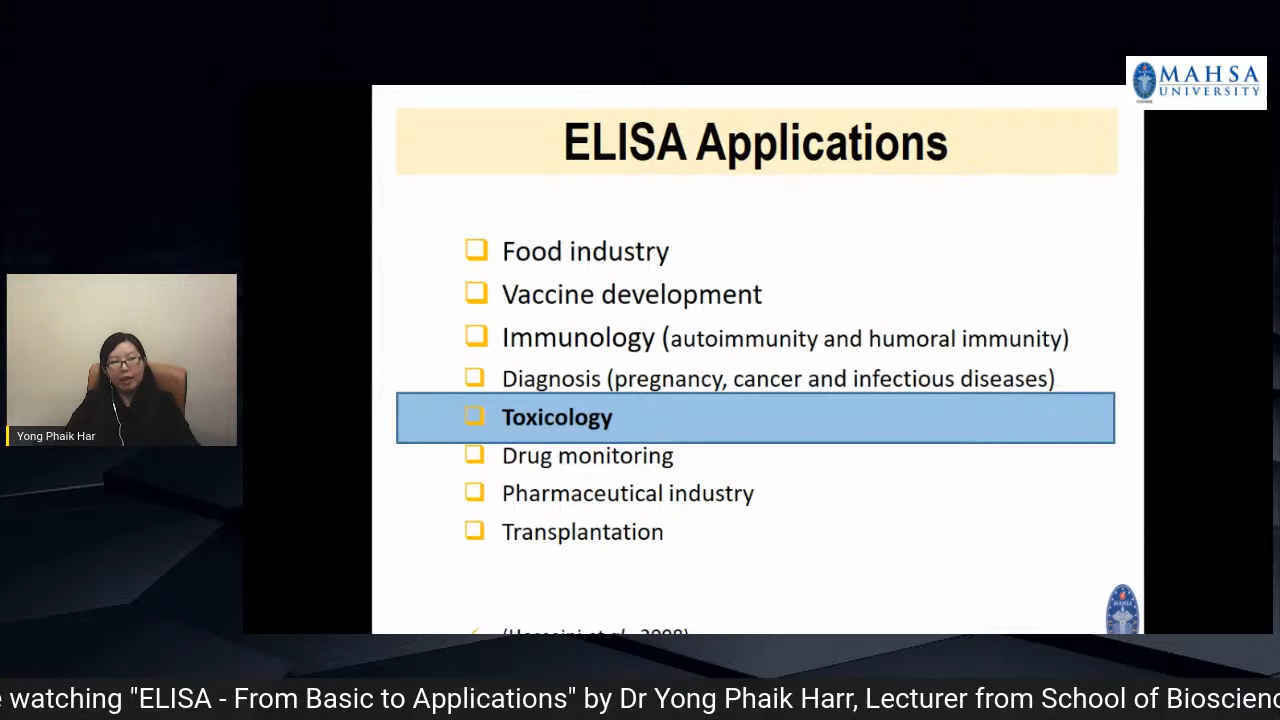 MAHSA
UNIVERSITY
ELISA Applications
Food industry
Vaccine development
Immunology (autoimmunity and humoral immunity)
Diagnosis (pregnancy, cancer and infectious diseases)
Toxicology
Drug monitoring
Pharmaceutical industry
Transplantation
Yong Phaik Har
MAHSA
watching "ELISA - From Basic to Applications" by Dr Yong Phaik Harr, Lecturer from School of Bioscienc